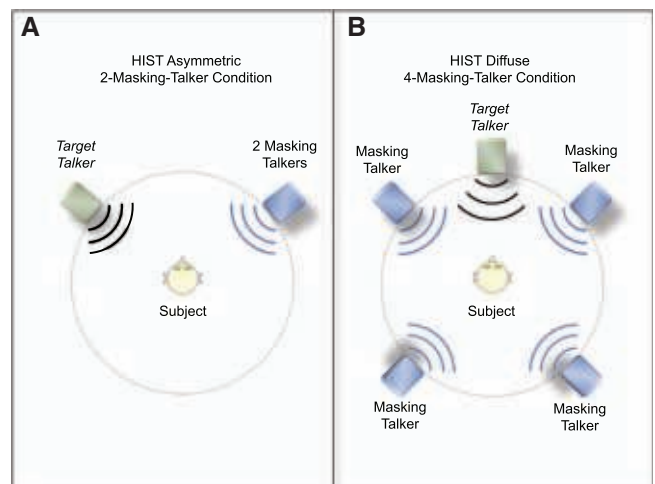 A
HIST Asymmetric
2-Masking-Talker Condition
Target
Talker
2 Masking
Talkers
Subject
B
HIST Diffuse
4-Masking-Talker Condition
Target
Talker
Masking
Talker
Masking
Talker
Subject
Masking
Talker
Masking
Talker